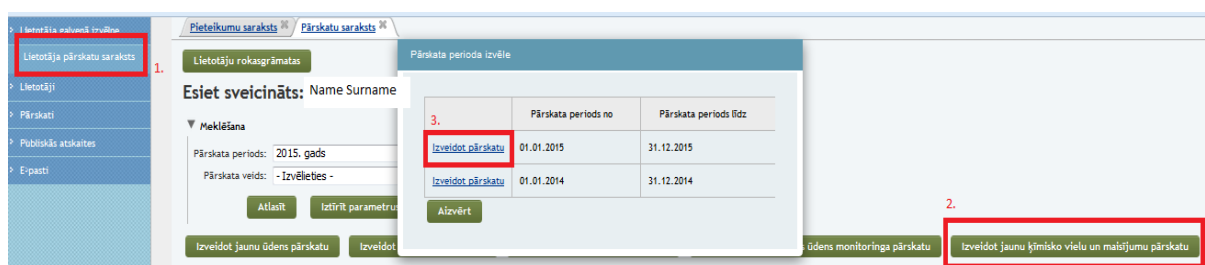 Lietotāja galvenā izvēlne
Lietotāja pārskatu saraksts
1.
Lietotāji
Pārskati
Publiskās atskaites
E-pasti
Pieteikumu saraksts
Pārskatu saraksts
Lietotāju rokasgrāmatas
Esiet sveicināts: Name Surname
Meklēšana
Pārskata periods: 2015. gads
Pārskata veids: - Izvēlieties -
Atlasīt
Iztīrīt parametru
Pārskata perioda izvēle
3.
Pārskata periods no
Pārskata periods līdz
Izveidot pārskatu 01.01.2015 31.12.2015
Izveidot pārskatu 01.01.2014 31.12.2014
Aizvērt
2.
Izveidot jaunu ūdens pārskatu
Izveidot
ūdens monitoringa pārskatu
Izveidot jaunu ķīmisko vielu un maisījumu pārskatu